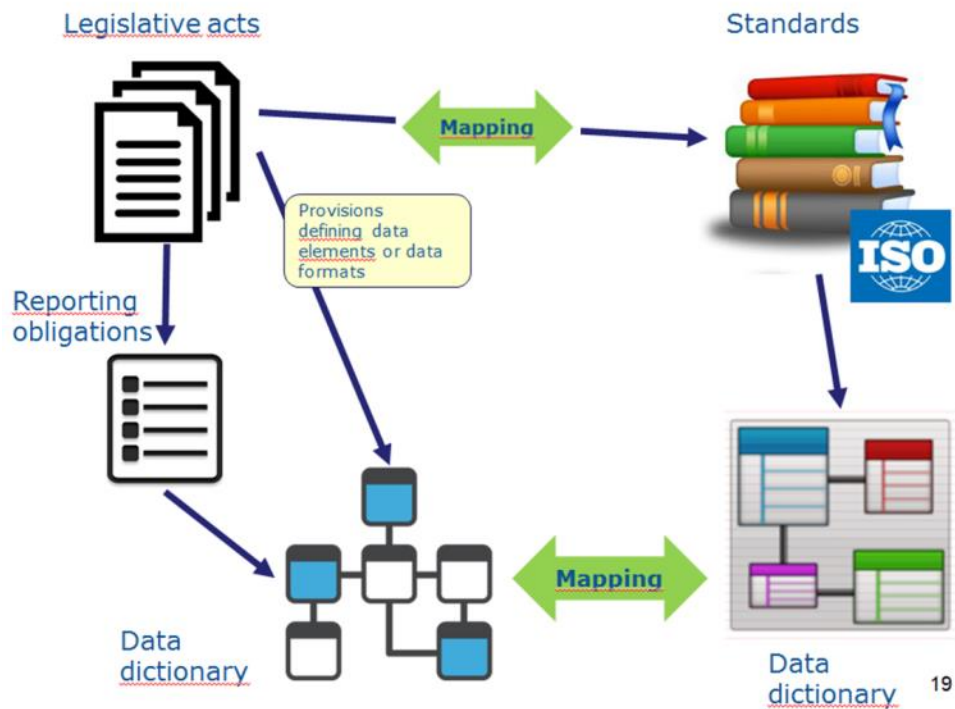 Legislative acts
Standards
Mapping
Provisions
defining data
elements or data
formats
ISO
Reporting
obligations
Mapping
Data
dictionary
Data
dictionary
19